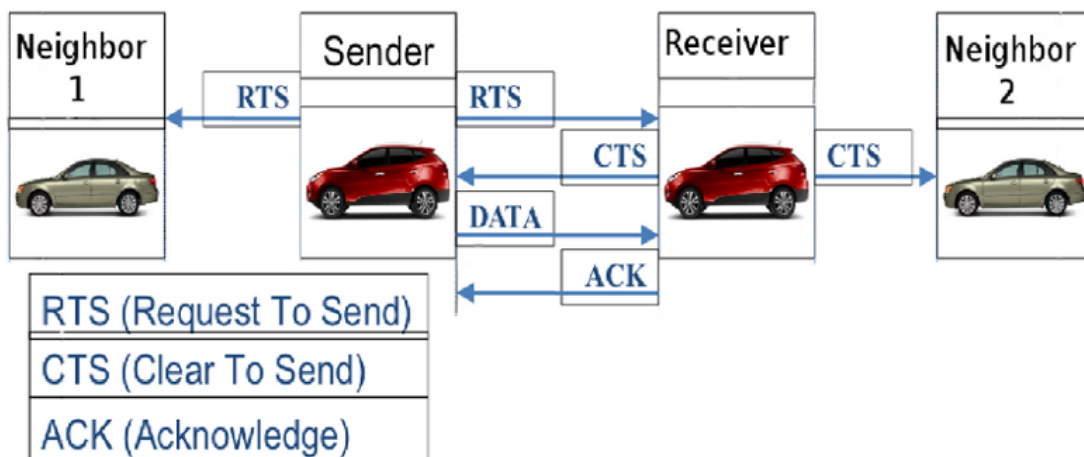 Neighbor
1
Sender
Receiver
Neighbor
2
RTS
RTS
CTS
CTS
DATA
ACK
RTS (Request To Send)
CTS (Clear To Send)
ACK (Acknowledge)